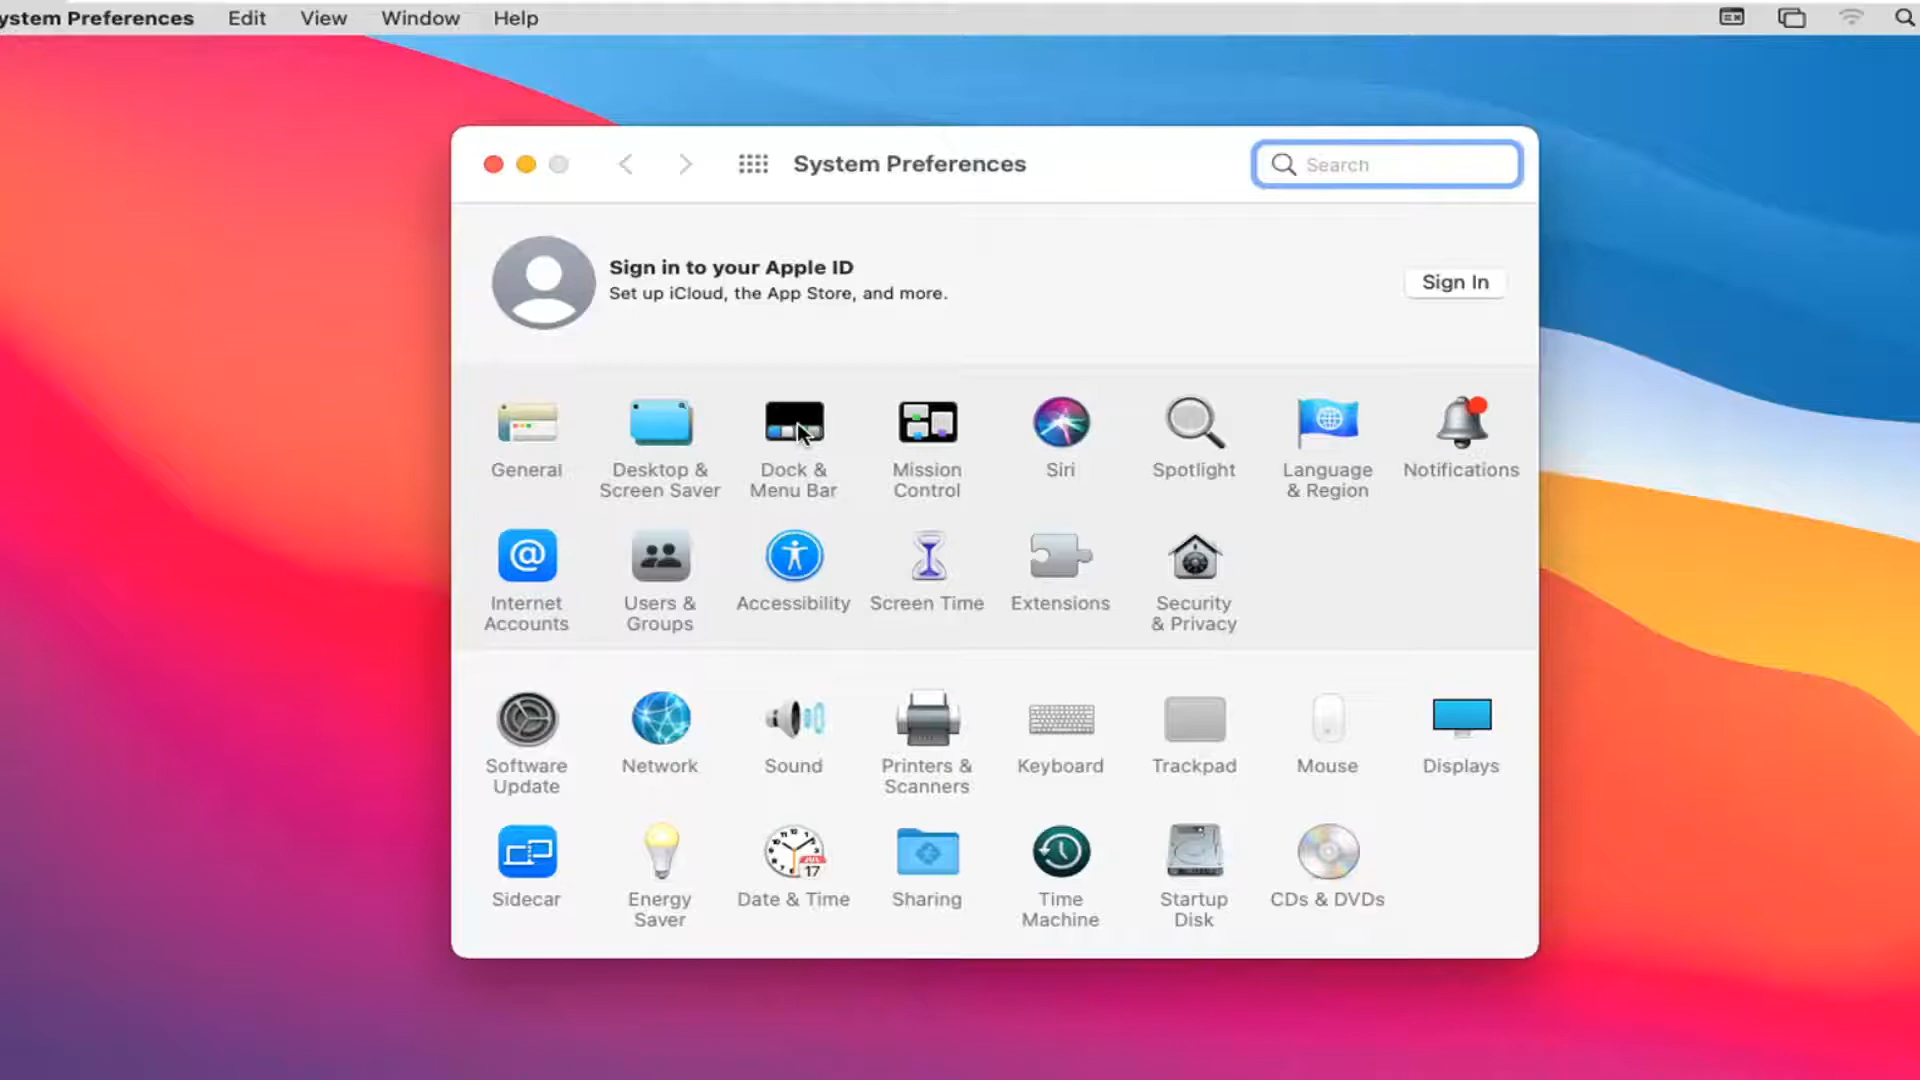 ystem Preferences Edit View Window Help
System Preferences
Search
Sign in to your Apple ID
Set up iCloud, the App Store, and more.
Sign In
General
Desktop &
Screen Saver
Dock &
Menu Bar
Mission
Control
Siri
Spotlight
Language
& Region
Notifications
Internet
Accounts
Users &
Groups
Accessibility
Screen Time
Extensions
Security
& Privacy
Software
Update
Network
Sound
Printers &
Scanners
Keyboard
Trackpad
Mouse
Displays
Sidecar
Energy
Saver
JUL
17
Date & Time
Sharing
Time
Machine
Startup
Disk
CDs & DVDs